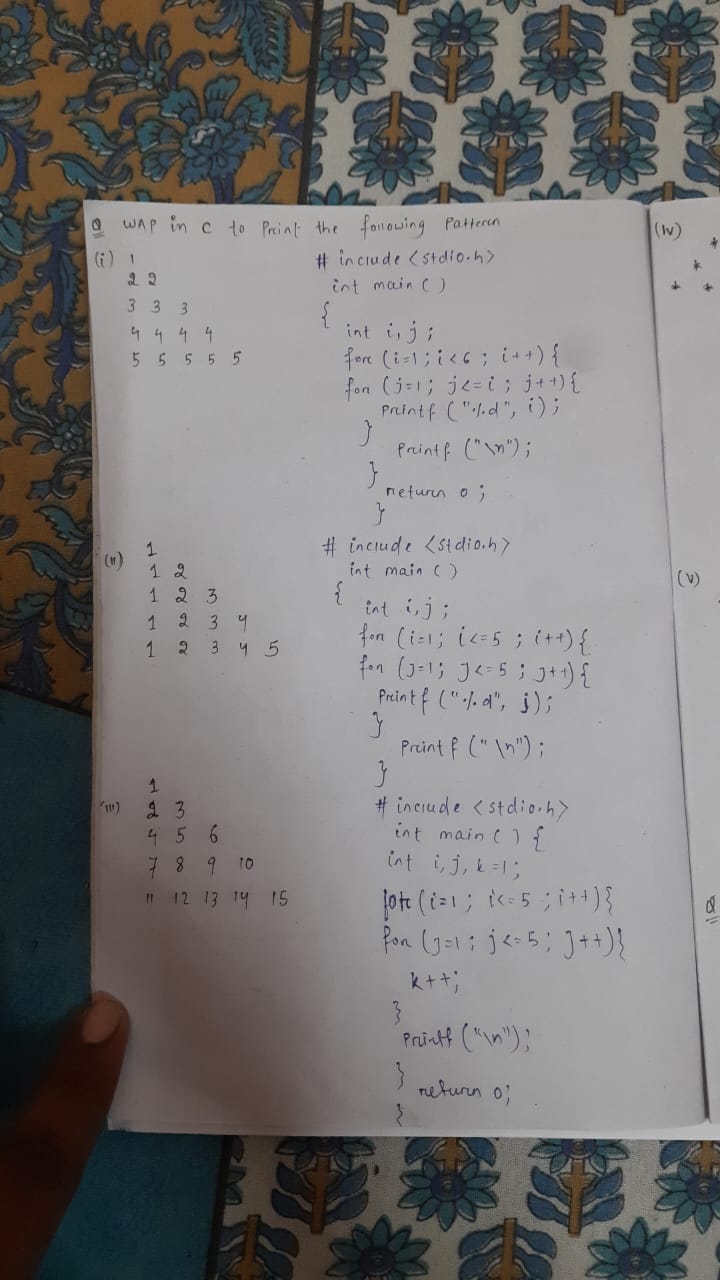 Q WAP in C to Print the following Pattern
(i) 1
2 2
3 3 3
4 4 4 4
5 5 5 5 5
# include <stdio.h>
int main ( )
{
int i, j ;
for (i=1 ; i<6 ; i++) {
for (j=1 ; j<=i ; j++) {
Printf ("%d", i) ;
}
Printf ("\n") ;
}
return 0 ;
}
(ii) 1
1 2
1 2 3
1 2 3 4
1 2 3 4 5
# include <stdio.h>
int main ( )
{
int i, j ;
for (i=1 ; i<=5 ; i++) {
for (J=1 ; J<=5 ; J++) {
Printf ("%d", j) ;
}
Printf ("\n") ;
}
(iii) 1
2 3
4 5 6
7 8 9 10
11 12 13 14 15
# include <stdio.h>
int main ( ) {
int i, j, k =1 ;
for (i=1 ; i<=5 ; i++) {
for (J=1 ; j<=5 ; J++) }
k++ ;
}
Printf ("\n") ;
}
return 0 ;
}
(iv)
*
*
* *
(v)
Q